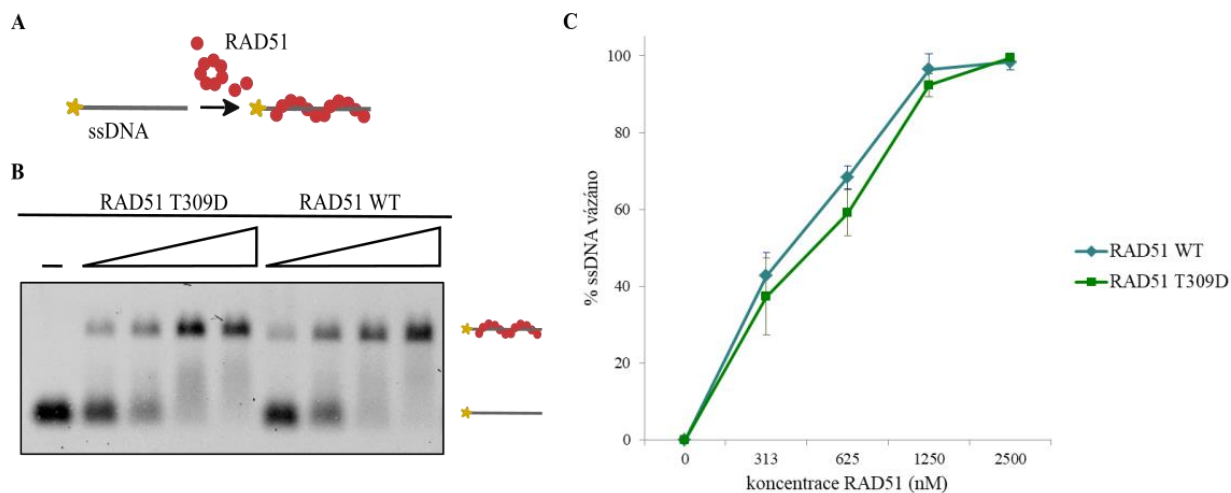 A
RAD51
ssDNA
B
RAD51 T309D
RAD51 WT
C
% ssDNA vázáno
100
80
60
40
20
0
0
313
625
1250
2500
koncentrace RAD51 (nM)
RAD51 WT
RAD51 T309D